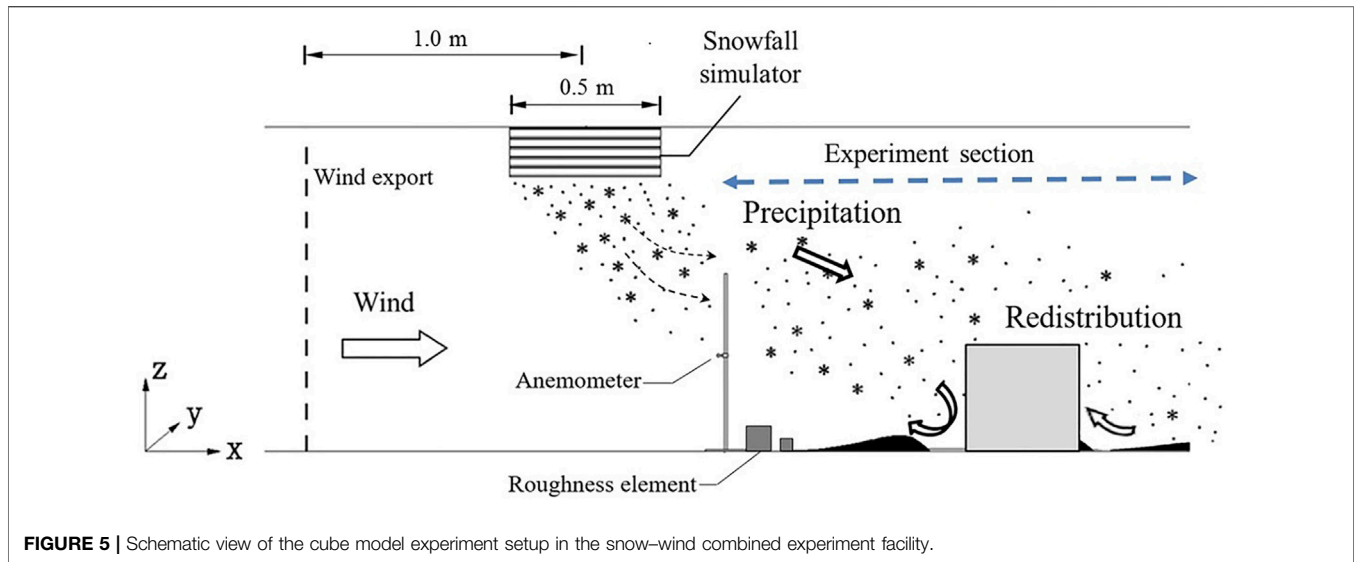 1.0 m
Snowfall
simulator
0.5 m
Experiment section
Wind export
Precipitation
Wind
Redistribution
Anemometer
z
y
x
Roughness element
FIGURE 5 | Schematic view of the cube model experiment setup in the snow–wind combined experiment facility.